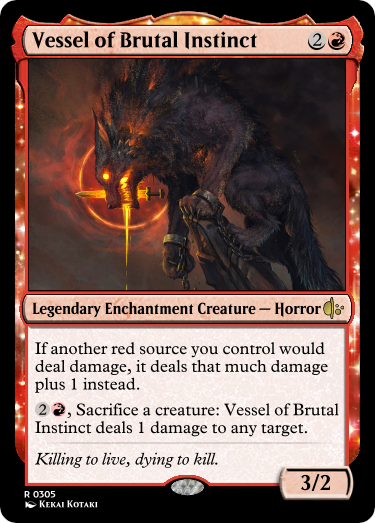 Vessel of Brutal Instinct 2
Legendary Enchantment Creature — Horror
If another red source you control would
deal damage, it deals that much damage
plus 1 instead.
2, Sacrifice a creature: Vessel of Brutal
Instinct deals 1 damage to any target.
Killing to live, dying to kill.
3/2
R 0305
Kekai Kotaki